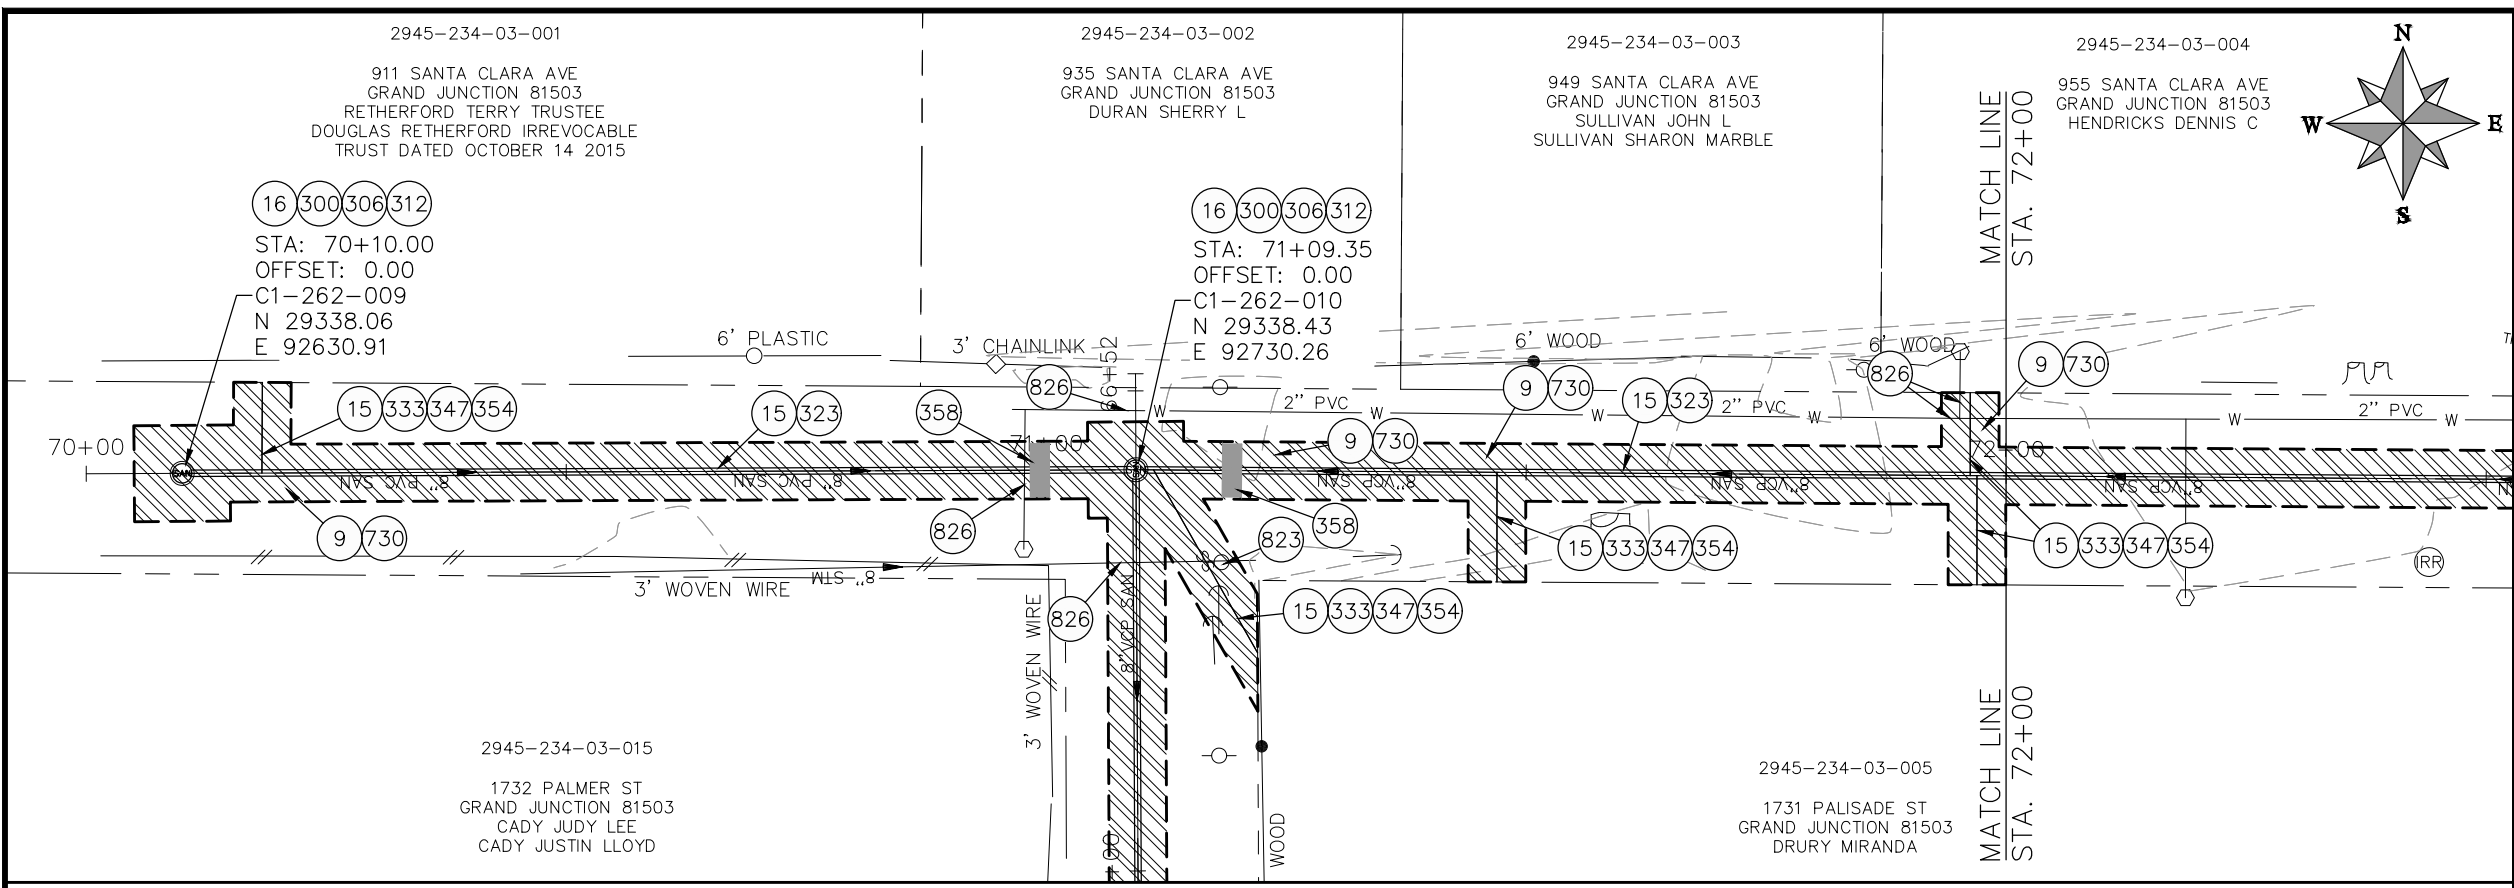 2945-234-03-001
911 SANTA CLARA AVE
GRAND JUNCTION 81503
RETHERFORD TERRY TRUSTEE
DOUGLAS RETHERFORD IRREVOCABLE
TRUST DATED OCTOBER 14 2015
2945-234-03-002
935 SANTA CLARA AVE
GRAND JUNCTION 81503
DURAN SHERRY L
2945-234-03-003
949 SANTA CLARA AVE
GRAND JUNCTION 81503
SULLIVAN JOHN L
SULLIVAN SHARON MARBLE
2945-234-03-004
955 SANTA CLARA AVE
GRAND JUNCTION 81503
HENDRICKS DENNIS C
N
W
E
S
MATCH LINE
STA. 72+00
16 300 306 312
STA: 70+10.00
OFFSET: 0.00
C1-262-009
N 29338.06
E 92630.91
16 300 306 312
STA: 71+09.35
OFFSET: 0.00
C1-262-010
N 29338.43
E 92730.26
6' PLASTIC
3' CHAINLINK
66+52
6' WOOD
6' WOOD
826
826
9 730
9 730
15 333 347 354
15 323
358
W
2" PVC
W
15 323
W
2" PVC
W
W
2" PVC
W
70+00
71+00
9 730
72+00
SAN
8" PVC SAN
8" PVC SAN
8" VCP SAN
8" VCP SAN
8" VCP SAN
9 730
826
358
823
15 333 347 354
15 333 347 354
IRR
8" STM
3' WOVEN WIRE
826
8" VCP SAN
15 333 347 354
3' WOVEN WIRE
2945-234-03-015
1732 PALMER ST
GRAND JUNCTION 81503
CADY JUDY LEE
CADY JUSTIN LLOYD
WOOD
2945-234-03-005
1731 PALISADE ST
GRAND JUNCTION 81503
DRURY MIRANDA
MATCH LINE
STA. 72+00